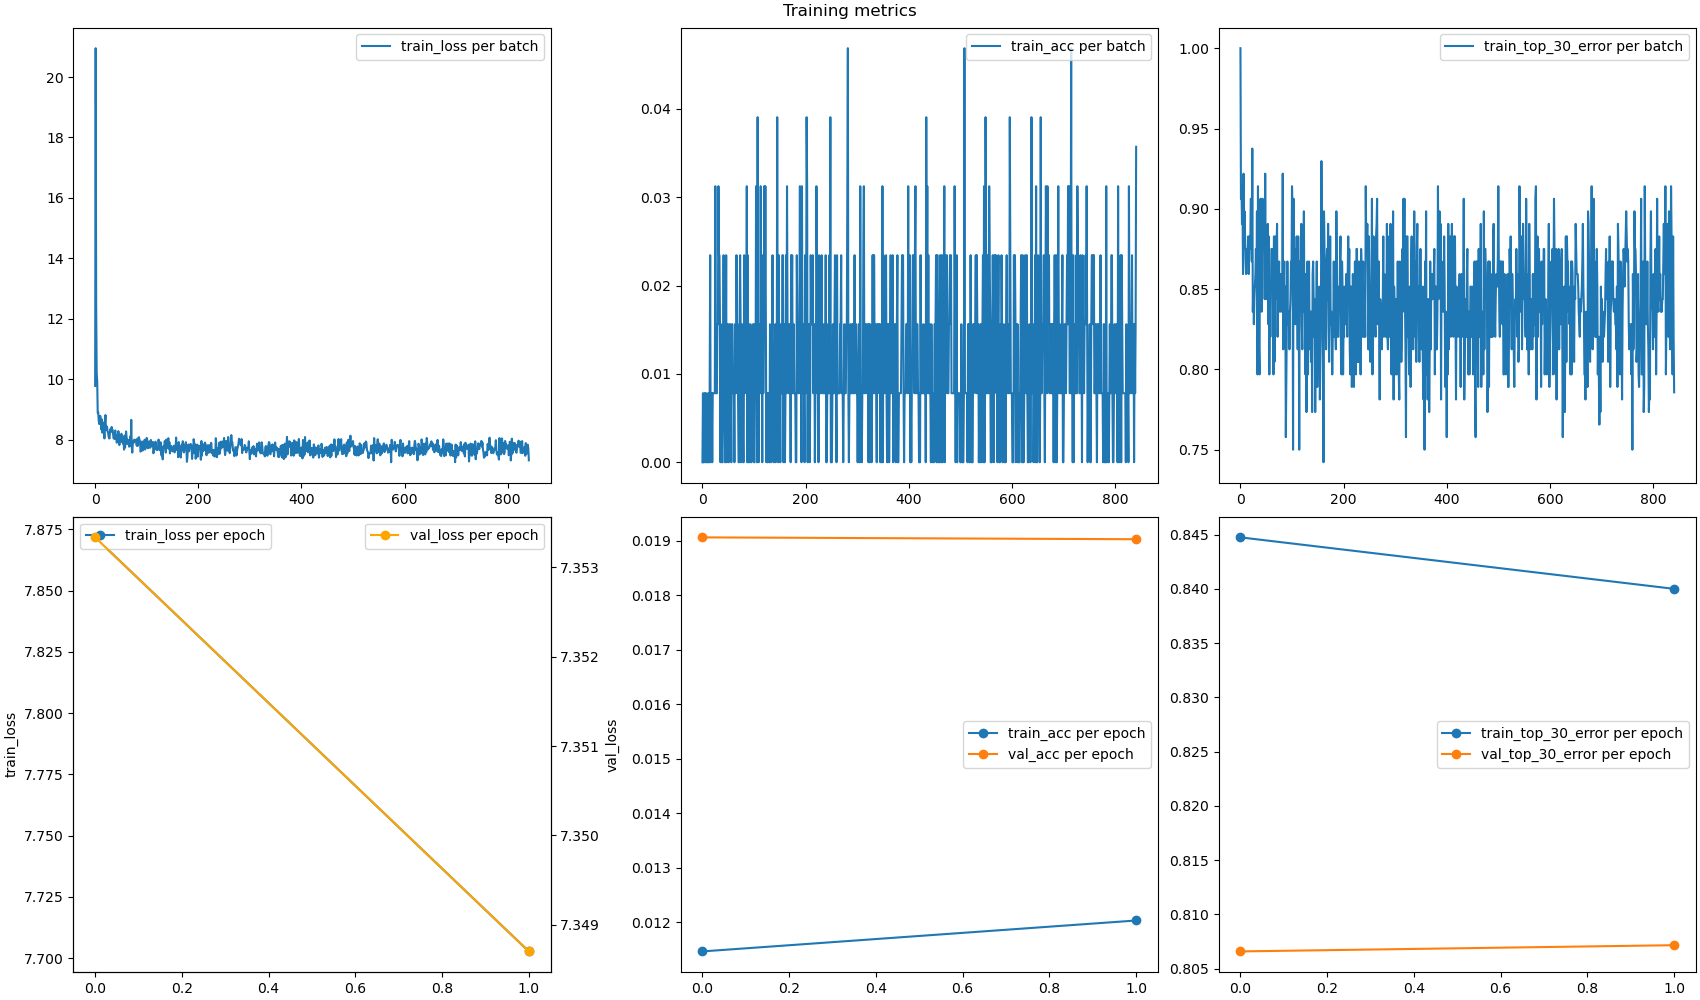 Training metrics
train_loss per batch
20
18
16
14
12
10
8
0 200 400 600 800
train_acc per batch
0.04
0.03
0.02
0.01
0.00
0 200 400 600 800
train_top_30_error per batch
1.00
0.95
0.90
0.85
0.80
0.75
0 200 400 600 800
train_loss per epoch
val_loss per epoch
7.875
7.850
7.825
7.800
7.775
7.750
7.725
7.700
train_loss
0.0 0.2 0.4 0.6 0.8 1.0
7.353
7.352
7.351
7.350
7.349
val_loss
0.019
0.018
0.017
0.016
0.015
0.014
0.013
0.012
train_acc per epoch
val_acc per epoch
0.0 0.2 0.4 0.6 0.8 1.0
0.845
0.840
0.835
0.830
0.825
0.820
0.815
0.810
0.805
train_top_30_error per epoch
val_top_30_error per epoch
0.0 0.2 0.4 0.6 0.8 1.0